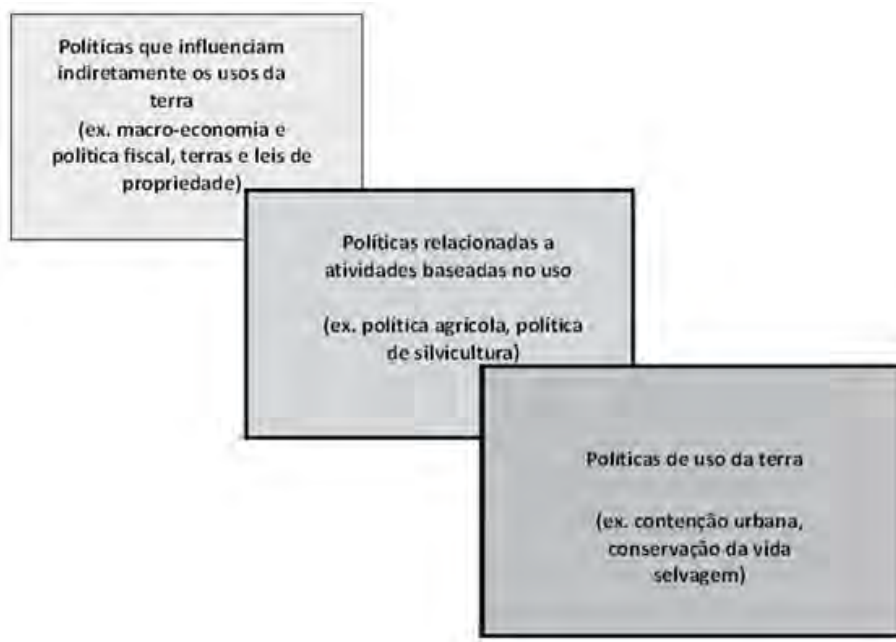 Políticas que influenciam
indiretamente os usos da
terra
(ex. macro-economia e
política fiscal, terras e leis de
propriedade)
Políticas relacionadas a
atividades baseadas no uso
(ex. política agrícola, política
de silvicultura)
Políticas de uso da terra
(ex. contenção urbana,
conservação da vida
selvagem)